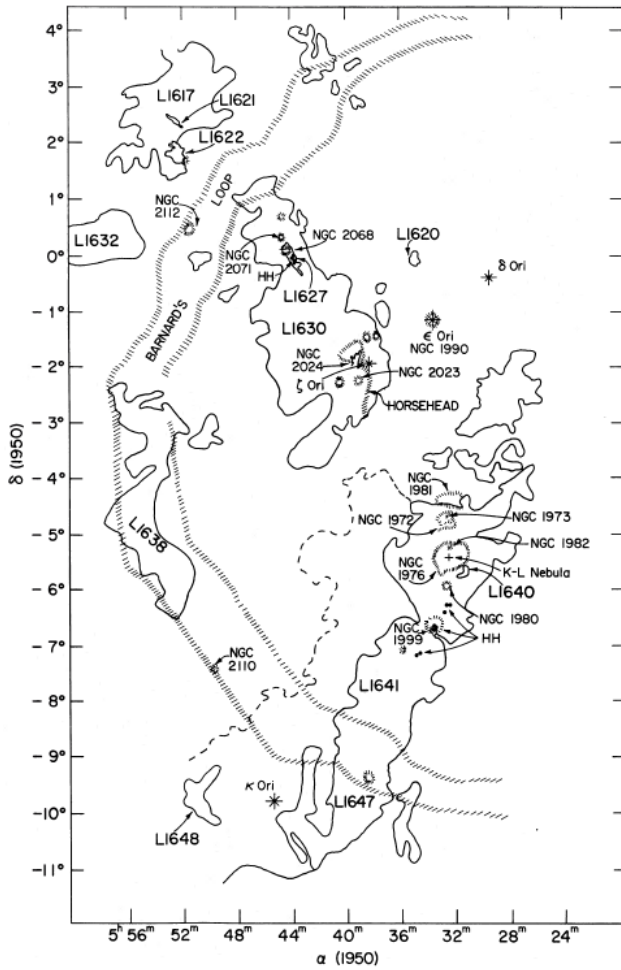 4°
3°
2°
1°
0°
-1°
-2°
-3°
-4°
-5°
-6°
-7°
-8°
-9°
-10°
-11°
δ (1950)
L1617
L1621
L1622
LOOP
NGC
2112
L1632
NGC 2068
NGC
2071
HH
L1627
L1620
δ Ori
BARNARD'S
L1630
ε Ori
NGC 1990
NGC
2024
ζ Ori
NGC 2023
HORSEHEAD
NGC
1981
NGC 1972
NGC 1973
L1638
NGC 1982
NGC
1976
K-L Nebula
L1640
NGC 1980
NGC
1999
HH
NGC
2110
L1641
κ Ori
L1647
L1648
5h 56m 52m 48m 44m 40m 36m 32m 28m 24m
α (1950)